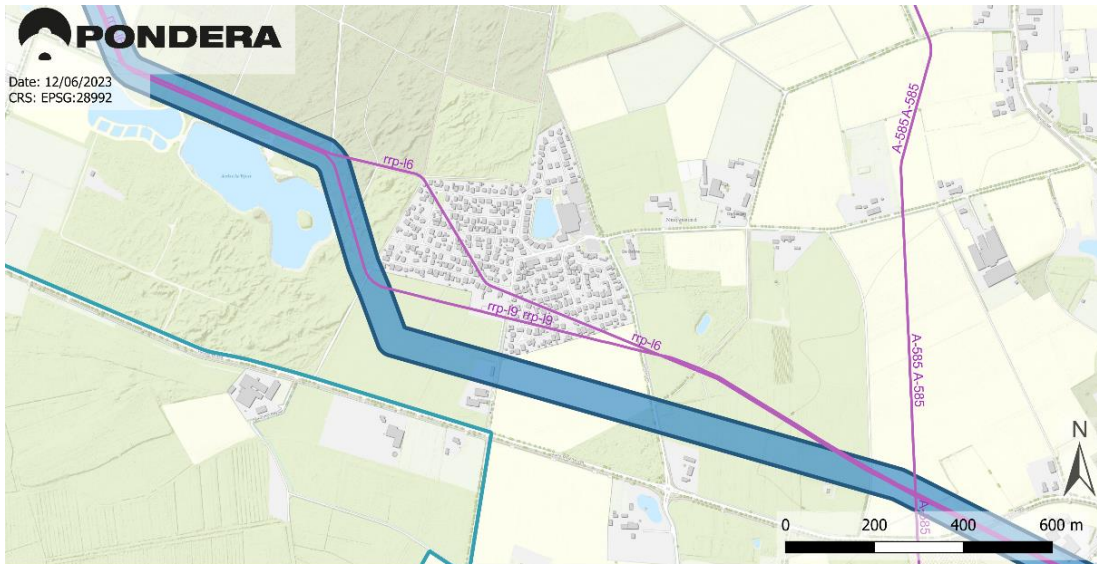 PONDERA
Date: 12/06/2023
CRS: EPSG:28992
rrp-l6
A-585 A-585
rrp-l9 rrp-l9
rrp-l6
A-585 A-585
A-585
N
0 200 400 600 m